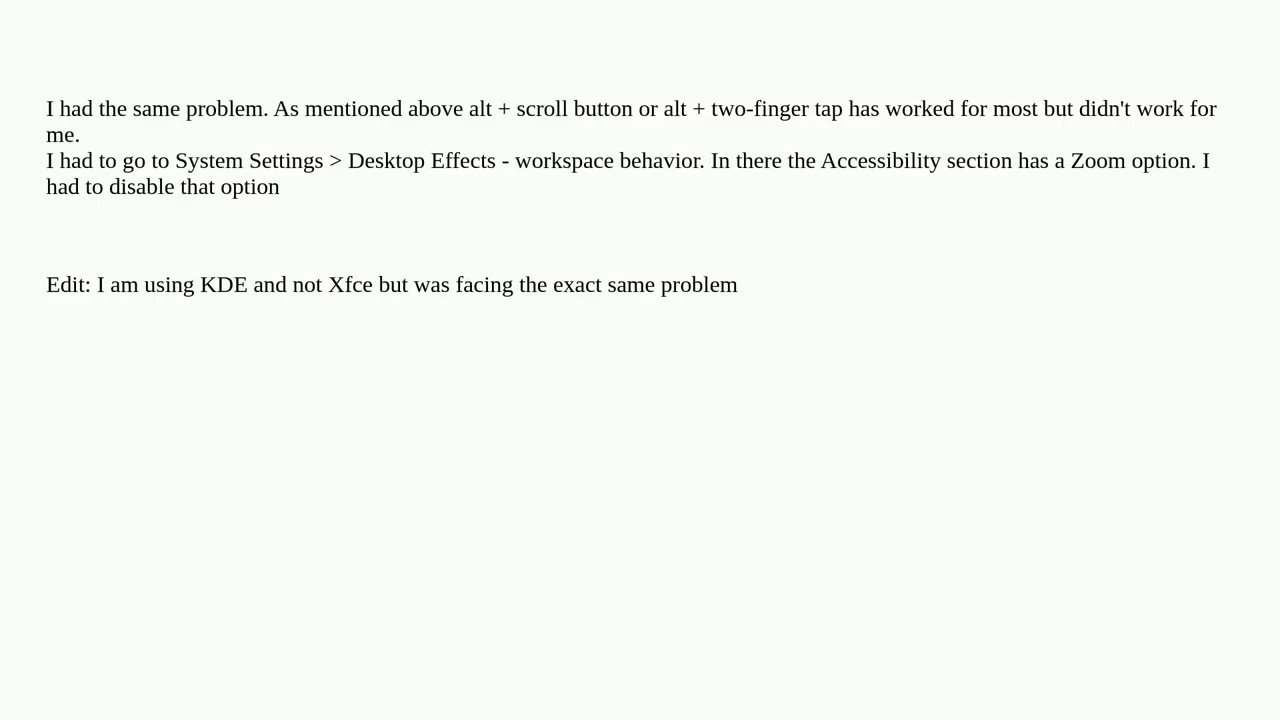 I had the same problem. As mentioned above alt + scroll button or alt + two-finger tap has worked for most but didn't work for
me.
I had to go to System Settings > Desktop Effects - workspace behavior. In there the Accessibility section has a Zoom option. I
had to disable that option
Edit: I am using KDE and not Xfce but was facing the exact same problem